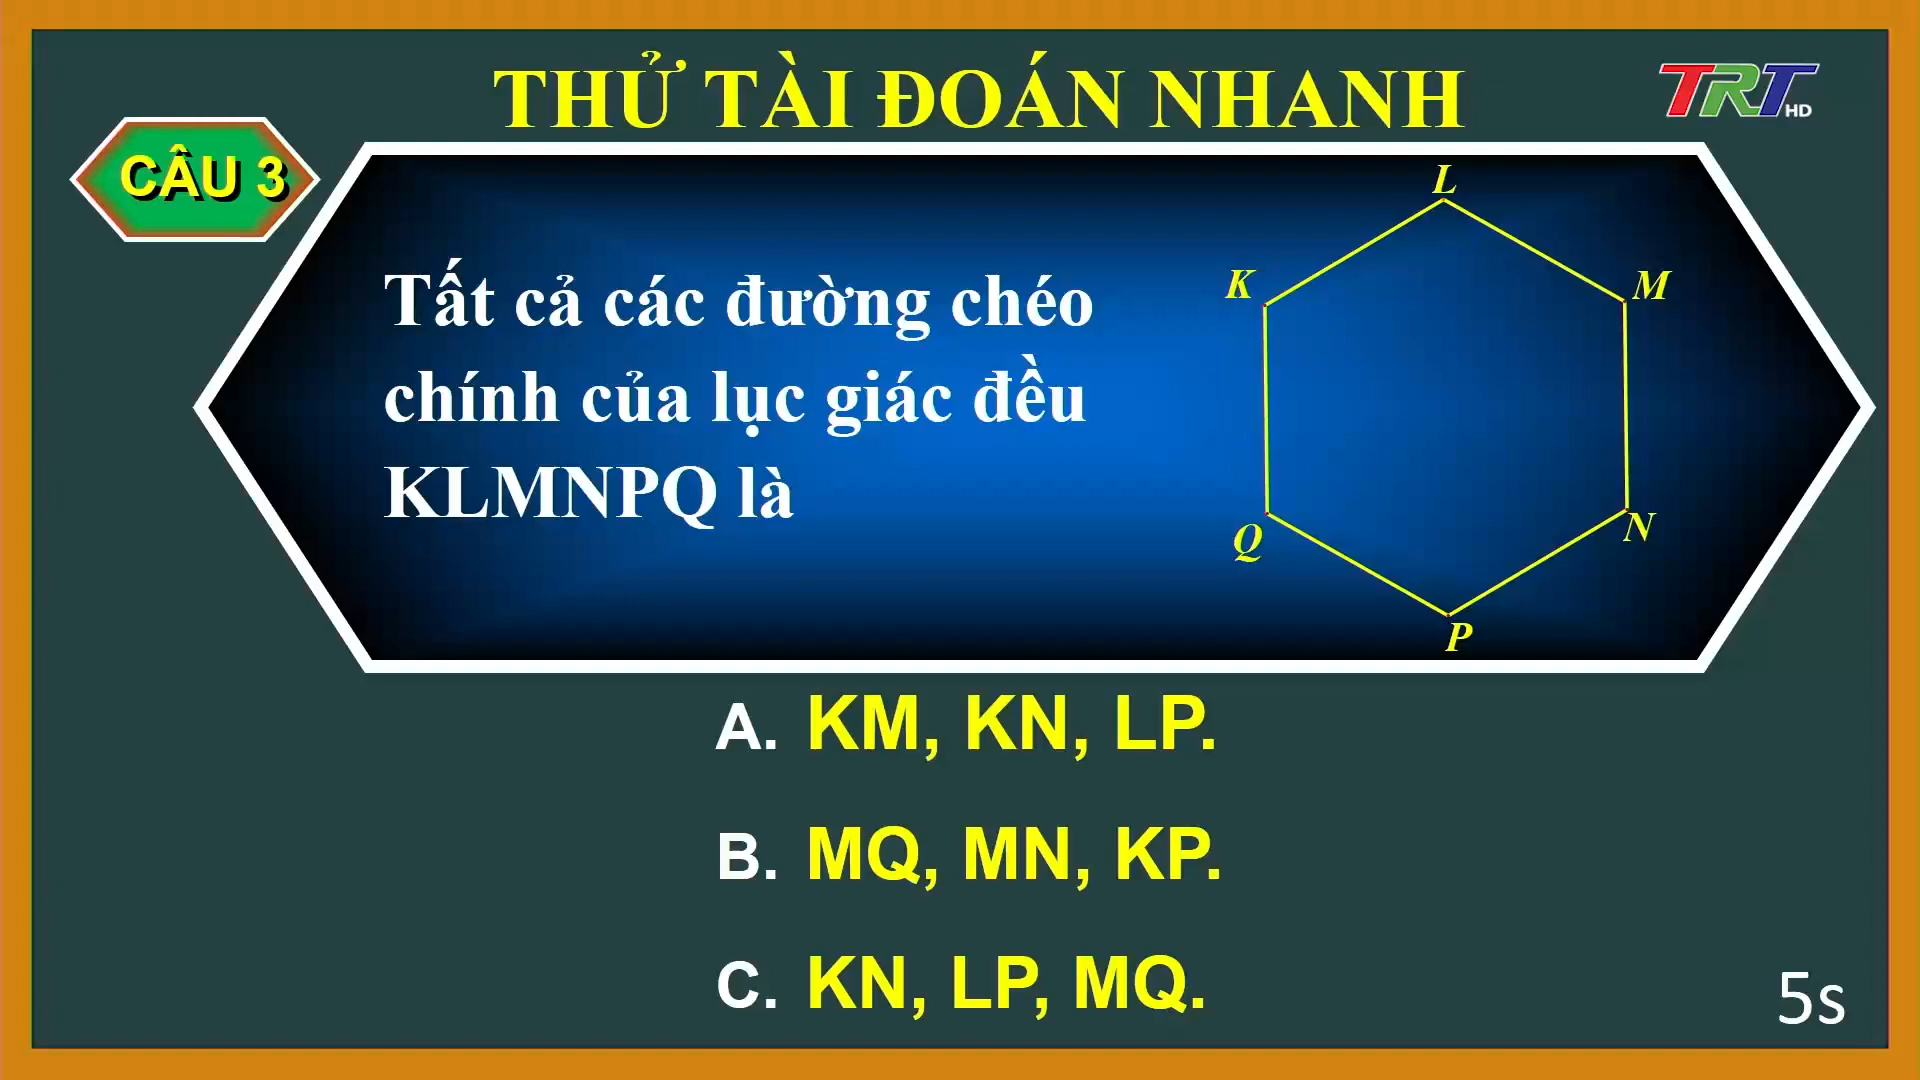 THỬ TÀI ĐOÁN NHANH
TRT HD
CÂU 3
Tất cả các đường chéo
chính của lục giác đều
KLMNPQ là
L
K
M
Q
N
P
A. KM, KN, LP.
B. MQ, MN, KP.
C. KN, LP, MQ.
5s